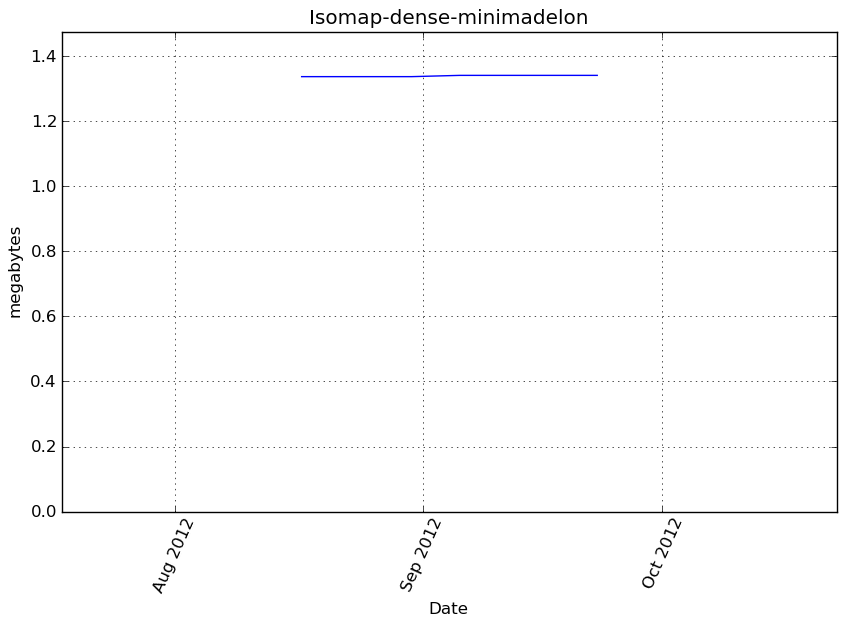 Isomap-dense-minimadelon
megabytes
1.4
1.2
1.0
0.8
0.6
0.4
0.2
0.0
Aug 2012
Sep 2012
Oct 2012
Date